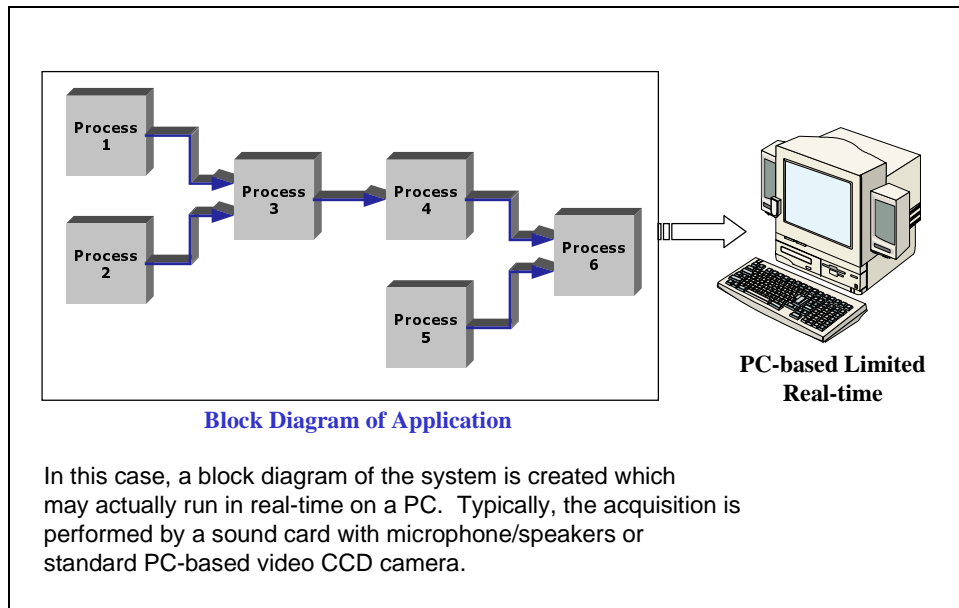 Process
1
Process
2
Process
3
Process
4
Process
5
Process
6
PC-based Limited
Real-time
Block Diagram of Application
In this case, a block diagram of the system is created which
may actually run in real-time on a PC.  Typically, the acquisition is
performed by a sound card with microphone/speakers or
standard PC-based video CCD camera.